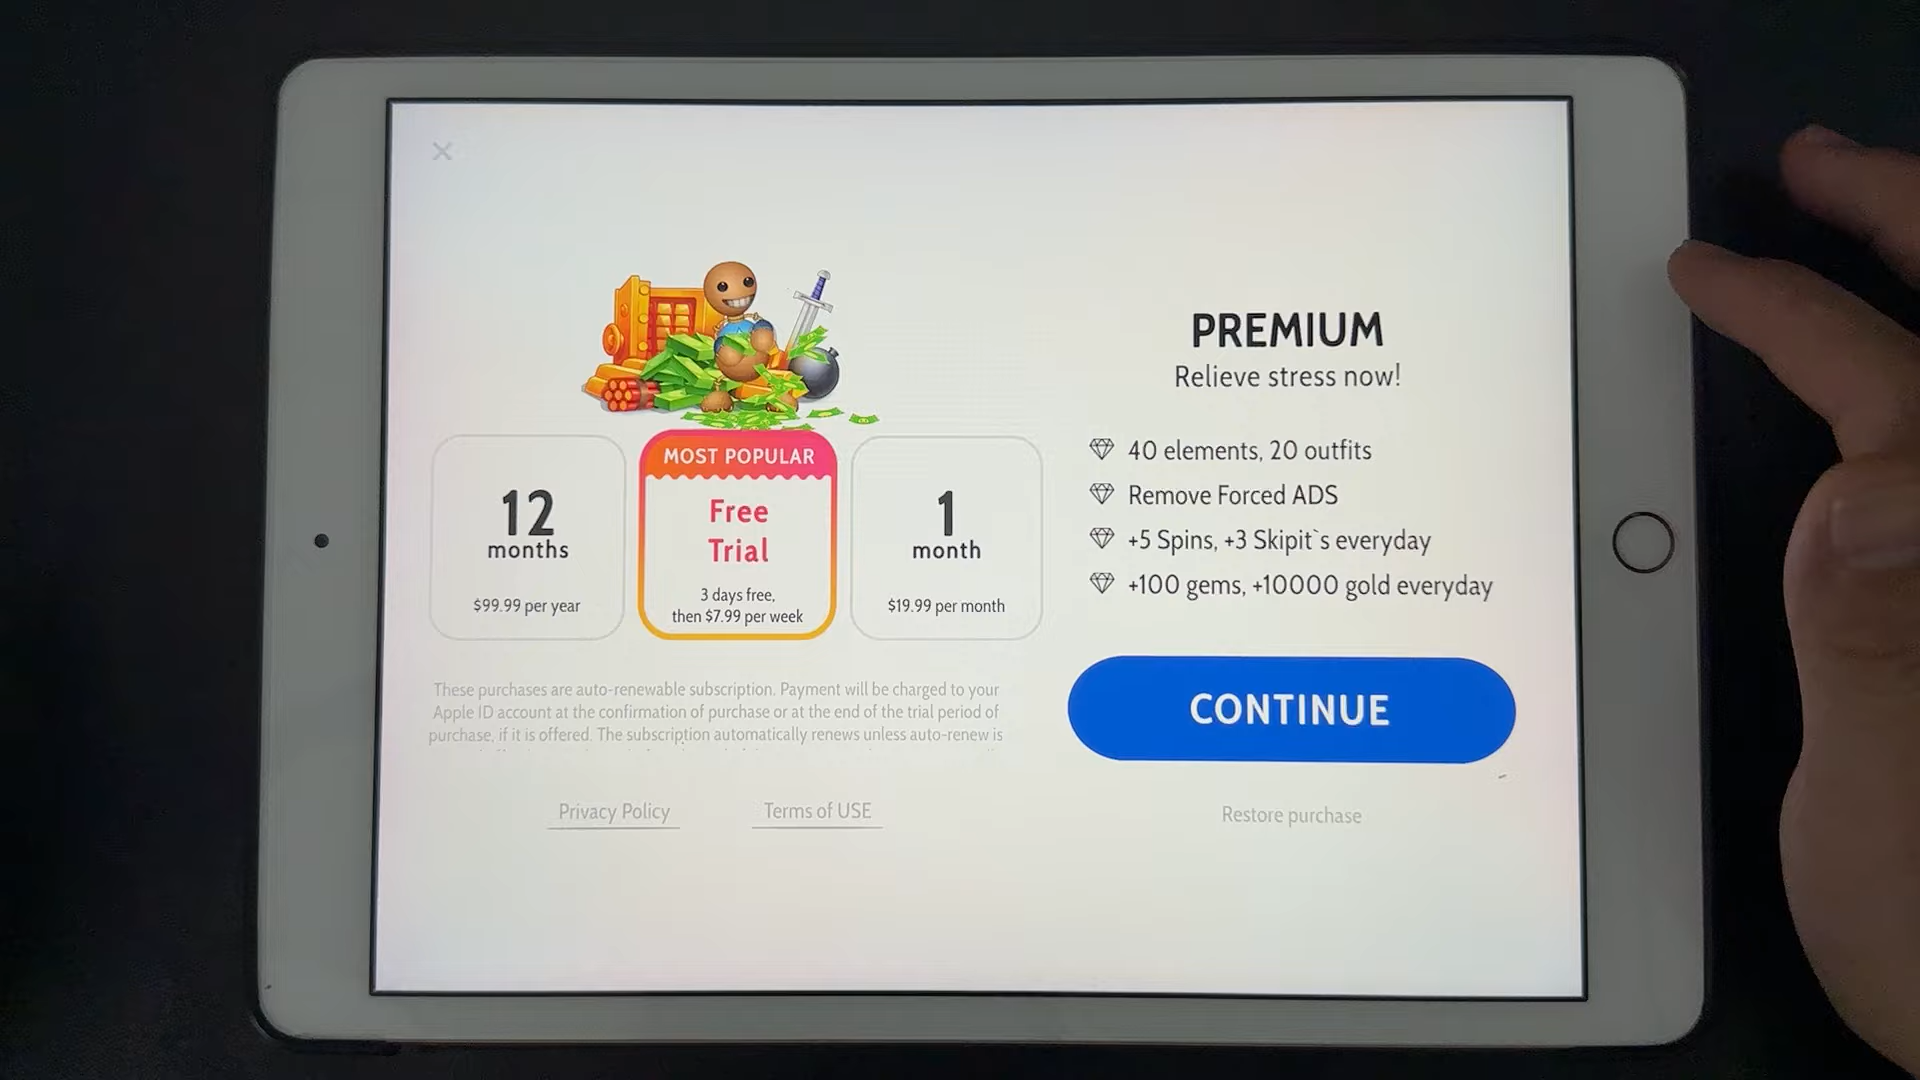 PREMIUM
Relieve stress now!
40 elements, 20 outfits
Remove Forced ADS
+5 Spins, +3 Skipit`s everyday
+100 gems, +10000 gold everyday
12
months
$99.99 per year
MOST POPULAR
Free
Trial
3 days free,
then $7.99 per week
1
month
$19.99 per month
These purchases are auto-renewable subscription. Payment will be charged to your
Apple ID account at the confirmation of purchase or at the end of the trial period of
purchase, if it is offered. The subscription automatically renews unless auto-renew is
CONTINUE
Privacy Policy
Terms of USE
Restore purchase